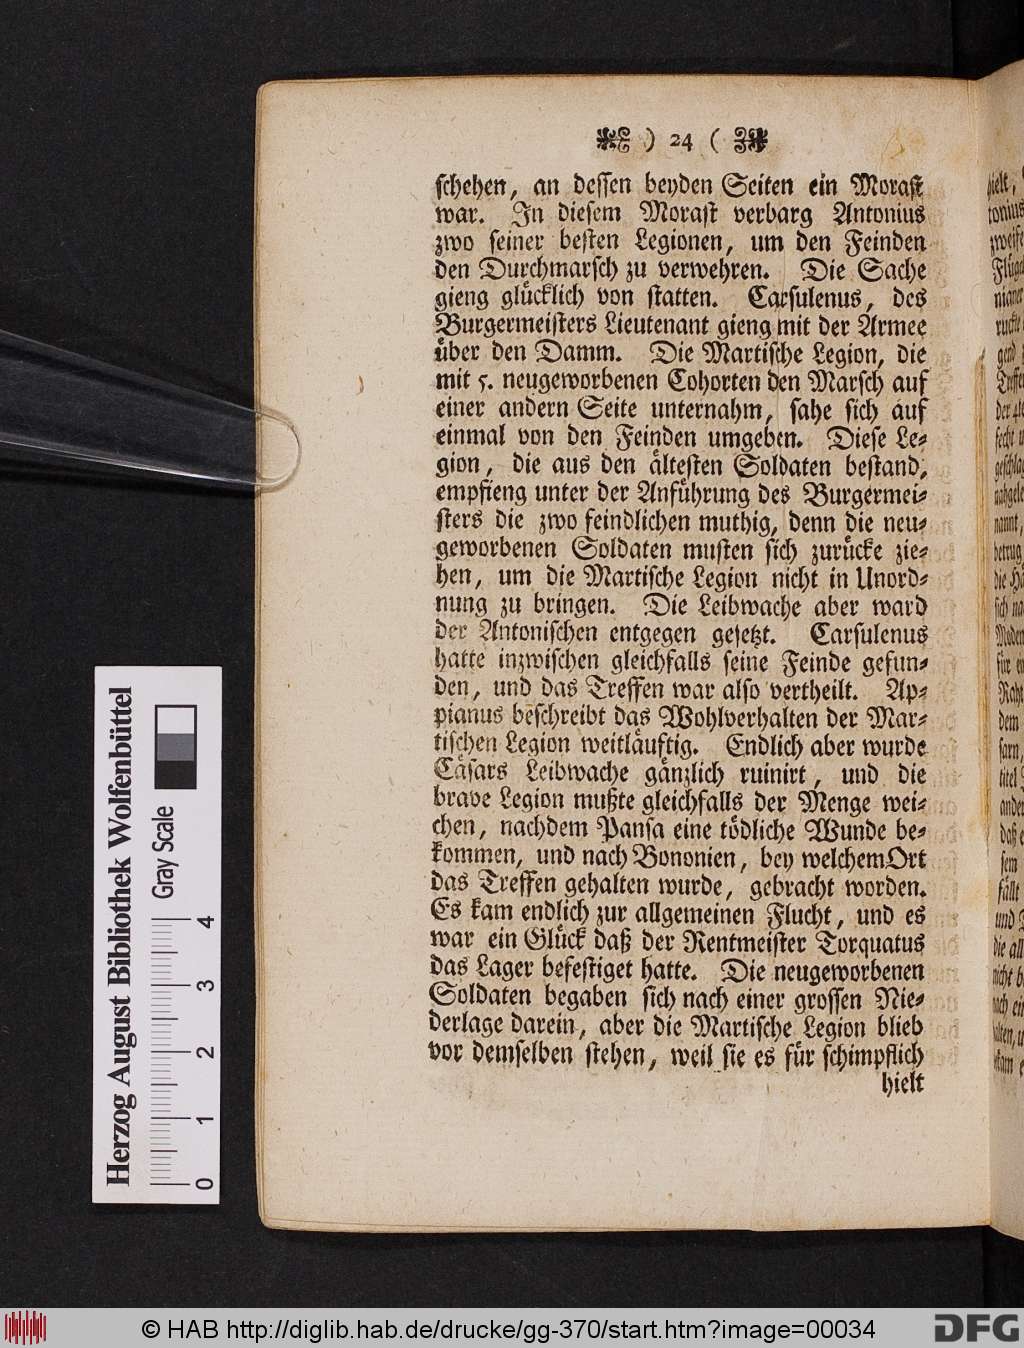 ) 24 (
schehen, an dessen beyden Seiten ein Morast
war. In diesem Morast verbarg Antonius
zwo seiner besten Legionen, um den Feinden
den Durchmarsch zu verwehren. Die Sache
gieng glücklich von statten. Carsulenus, des
Burgermeisters Lieutenant gieng mit der Armee
über den Damm. Die Martische Legion, die
mit 5. neugeworbenen Cohorten den Marsch auf
einer andern Seite unternahm, sahe sich auf
einmal von den Feinden umgeben. Diese Le-
gion, die aus den ältesten Soldaten bestand,
empfieng unter der Anführung des Burgermei-
sters die zwo feindlichen muthig, denn die neu-
geworbenen Soldaten musten sich zurücke zie-
hen, um die Martische Legion nicht in Unord-
nung zu bringen. Die Leibwache aber ward
der Antonischen entgegen gesetzt. Carsulenus
hatte inzwischen gleichfalls seine Feinde gefun-
den, und das Treffen war also vertheilt. Ap-
pianus beschreibt das Wohlverhalten der Mar-
tischen Legion weitläuftig. Endlich aber wurde
Cäsars Leibwache gänzlich ruinirt, und die
brave Legion mußte gleichfalls der Menge wei-
chen, nachdem Pansa eine tödliche Wunde be-
kommen, und nach Bononien, bey welchem Ort
das Treffen gehalten wurde, gebracht worden.
Es kam endlich zur allgemeinen Flucht, und es
war ein Glück daß der Rentmeister Torquatus
das Lager befestiget hatte. Die neugeworbenen
Soldaten begaben sich nach einer grossen Nie-
derlage darein, aber die Martische Legion blieb
vor demselben stehen, weil sie es für schimpflich
hielt
Herzog August Bibliothek Wolfenbüttel
Gray Scale
0 1 2 3 4
© HAB http://diglib.hab.de/drucke/gg-370/start.htm?image=00034
DFG